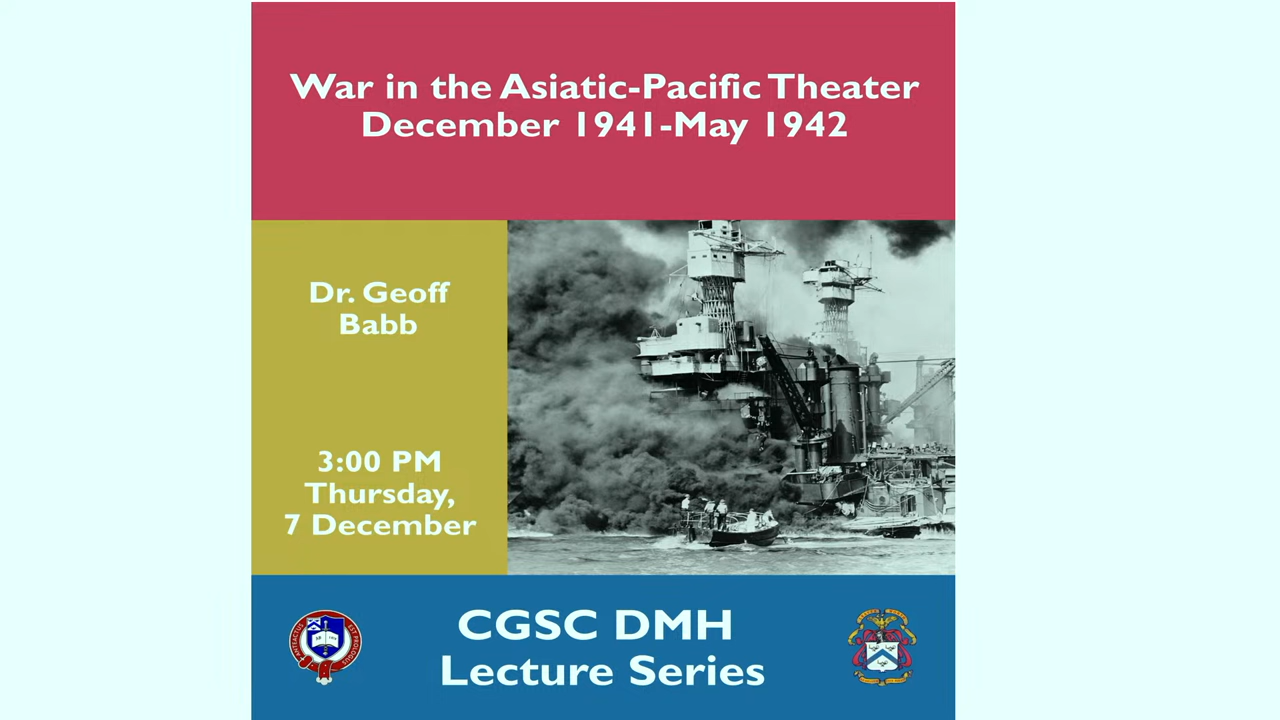 War in the Asiatic-Pacific Theater
December 1941-May 1942
Dr. Geoff
Babb
3:00 PM
Thursday,
7 December
CGSC DMH
Lecture Series